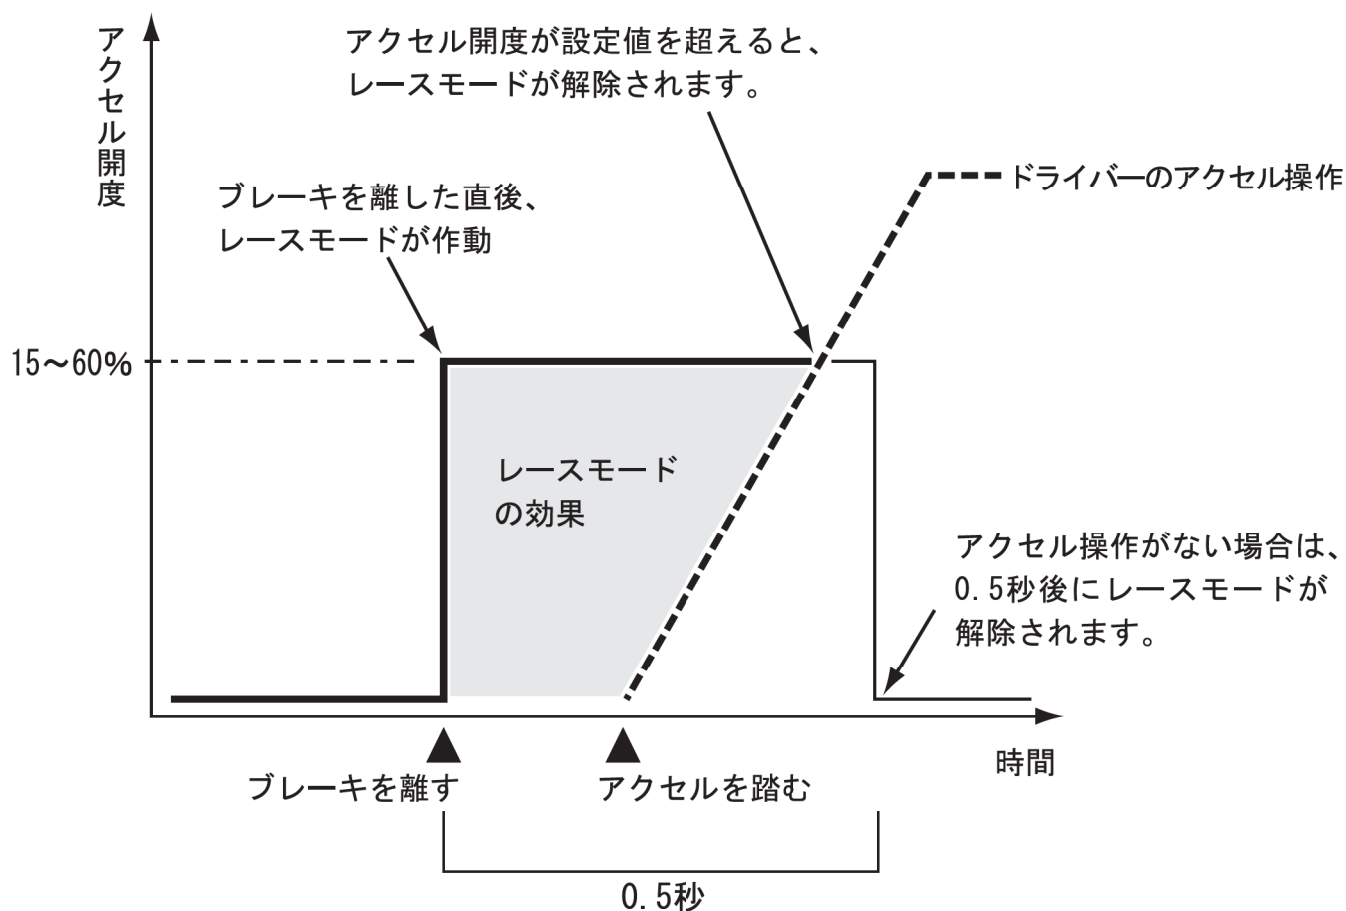 アクセル開度
アクセル開度が設定値を超えると、
レースモードが解除されます。
ドライバーのアクセル操作
ブレーキを離した直後、
レースモードが作動
15～60%
レースモード
の効果
アクセル操作がない場合は、
0.5秒後にレースモードが
解除されます。
時間
ブレーキを離す
アクセルを踏む
0.5秒